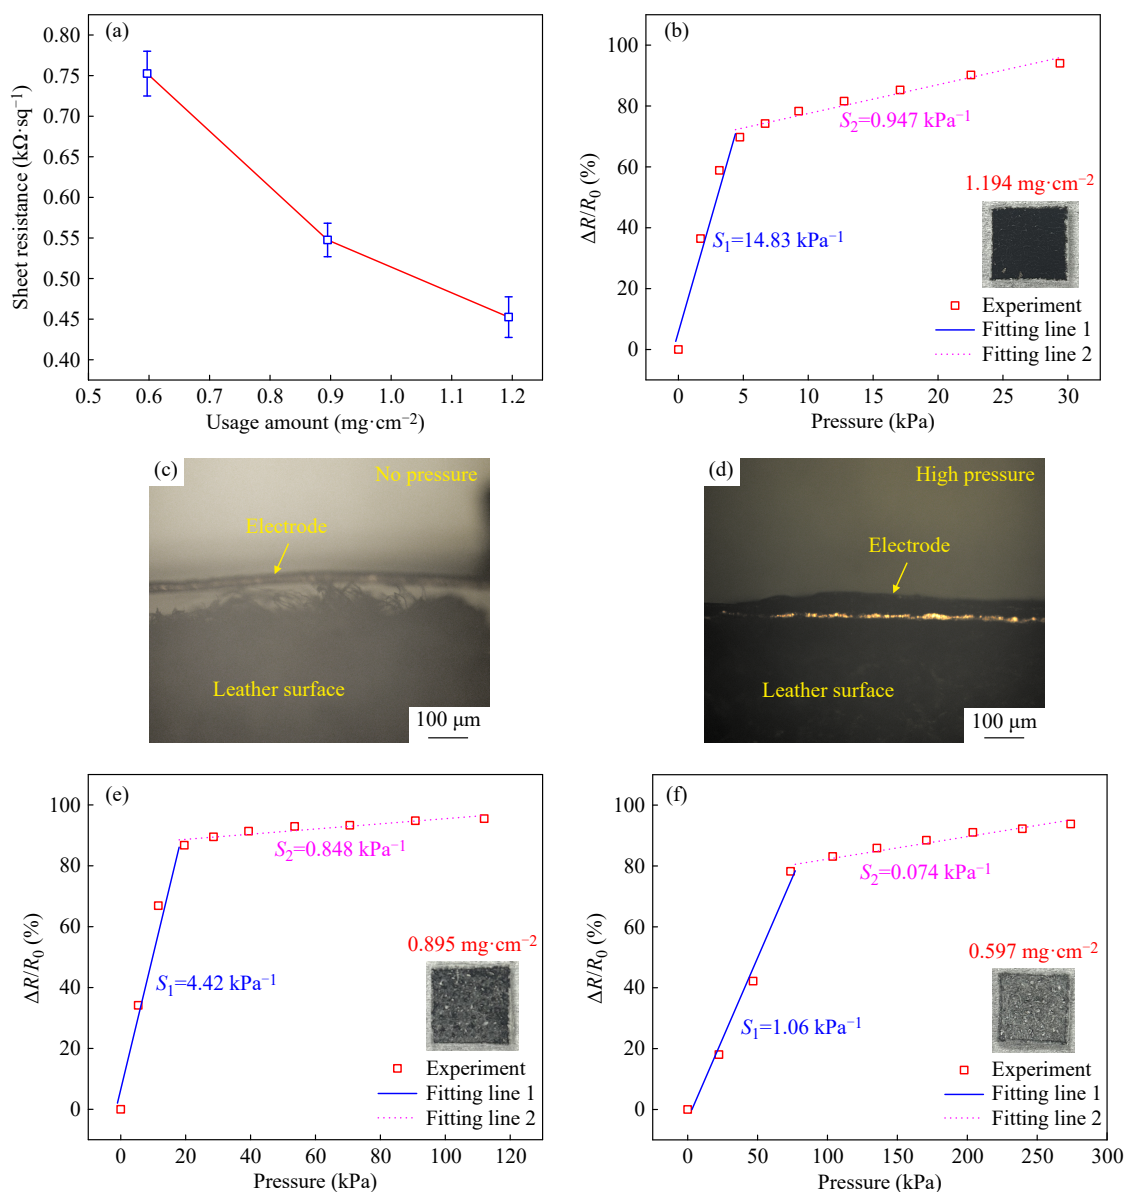 (a)
0.80
0.75
0.70
0.65
0.60
0.55
0.50
0.45
0.40
Sheet resistance (kΩ·sq⁻¹)
0.5 0.6 0.7 0.8 0.9 1.0 1.1 1.2
Usage amount (mg·cm⁻²)
(b)
100
80
60
40
20
0
ΔR/R₀ (%)
S₂=0.947 kPa⁻¹
1.194 mg·cm⁻²
S₁=14.83 kPa⁻¹
Experiment
Fitting line 1
Fitting line 2
0 5 10 15 20 25 30
Pressure (kPa)
(c)
No pressure
Electrode
Leather surface
100 μm
(d)
High pressure
Electrode
Leather surface
100 μm
(e)
100
80
60
40
20
0
ΔR/R₀ (%)
S₂=0.848 kPa⁻¹
0.895 mg·cm⁻²
S₁=4.42 kPa⁻¹
Experiment
Fitting line 1
Fitting line 2
0 20 40 60 80 100 120
Pressure (kPa)
(f)
100
80
60
40
20
0
ΔR/R₀ (%)
S₂=0.074 kPa⁻¹
0.597 mg·cm⁻²
S₁=1.06 kPa⁻¹
Experiment
Fitting line 1
Fitting line 2
0 50 100 150 200 250 300
Pressure (kPa)